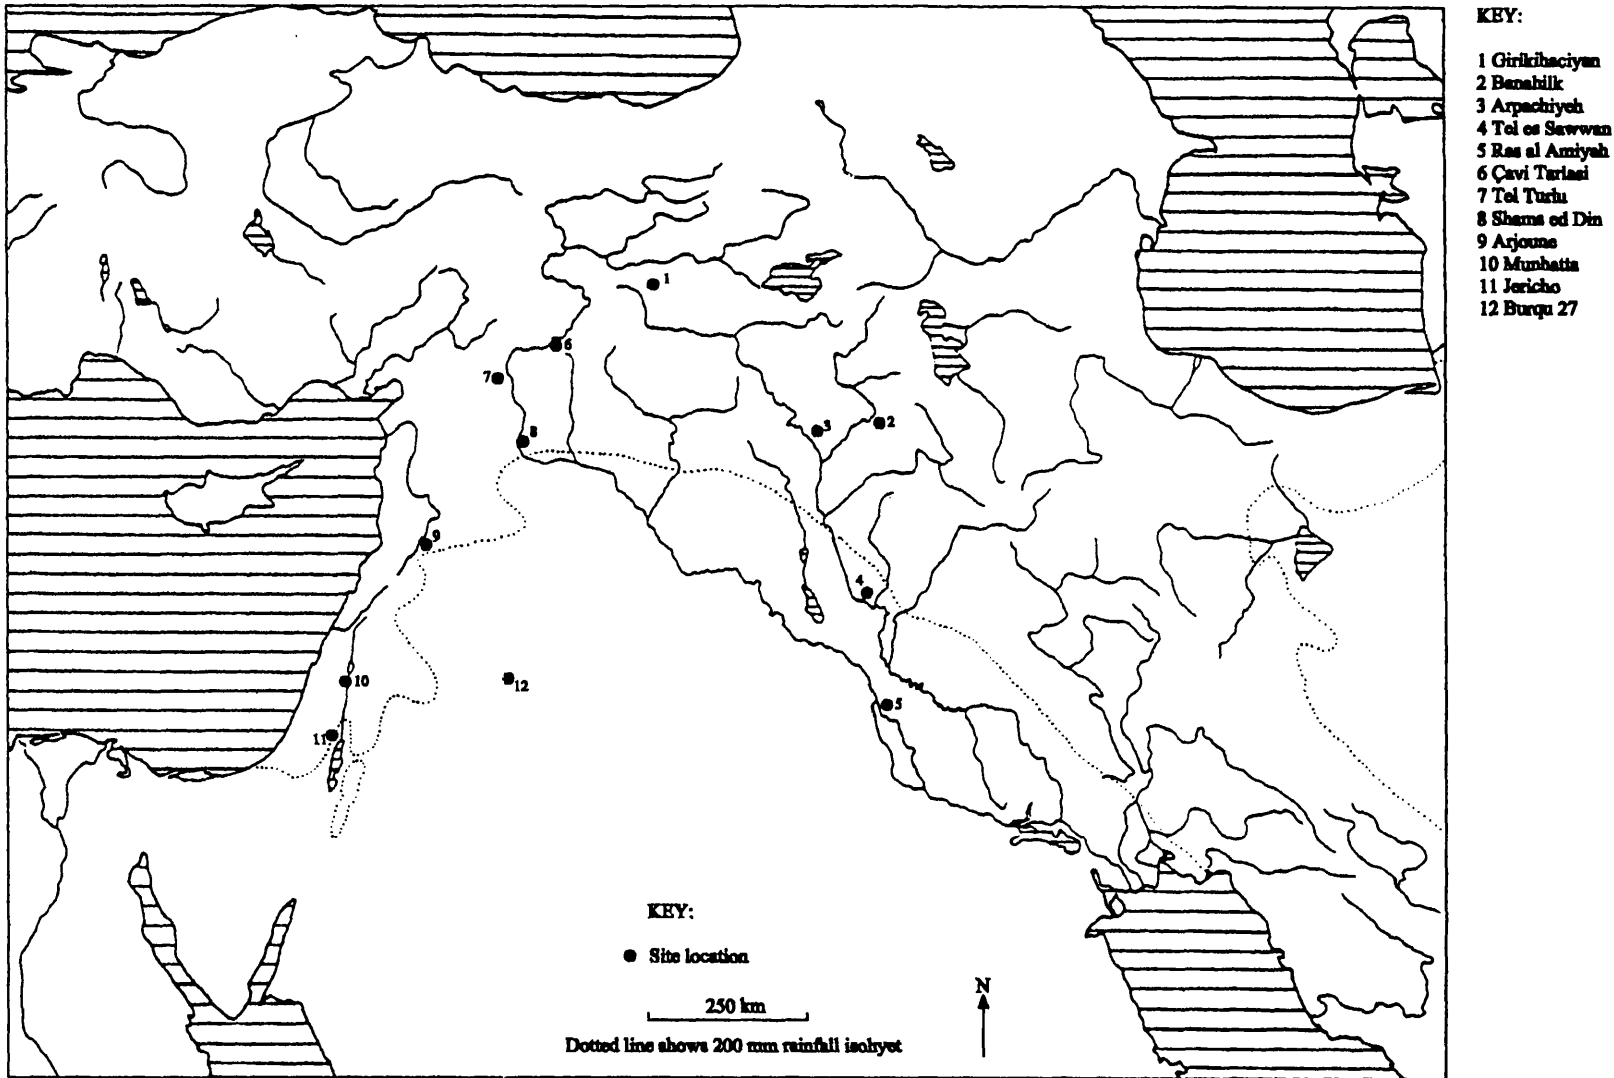 KEY:
1 Girikihaciyan
2 Banahilk
3 Arpachiyeh
4 Tel es Sawwan
5 Ras al Amiyah
6 Çavi Tarlasi
7 Tel Turlu
8 Shams ed Din
9 Arjoune
10 Munhatta
11 Jericho
12 Burqu 27
1
6
7
8
3
2
9
4
10
12
5
11
KEY:
Site location
N
250 km
Dotted line shows 200 mm rainfall isohyet